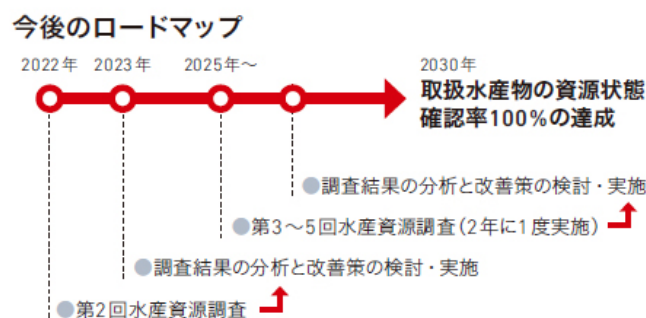 今後のロードマップ
2022年 2023年 2025年～ 2030年
取扱水産物の資源状態
確認率100%の達成
●調査結果の分析と改善策の検討・実施
●第3～5回水産資源調査(2年に1度実施)
●調査結果の分析と改善策の検討・実施
●第2回水産資源調査